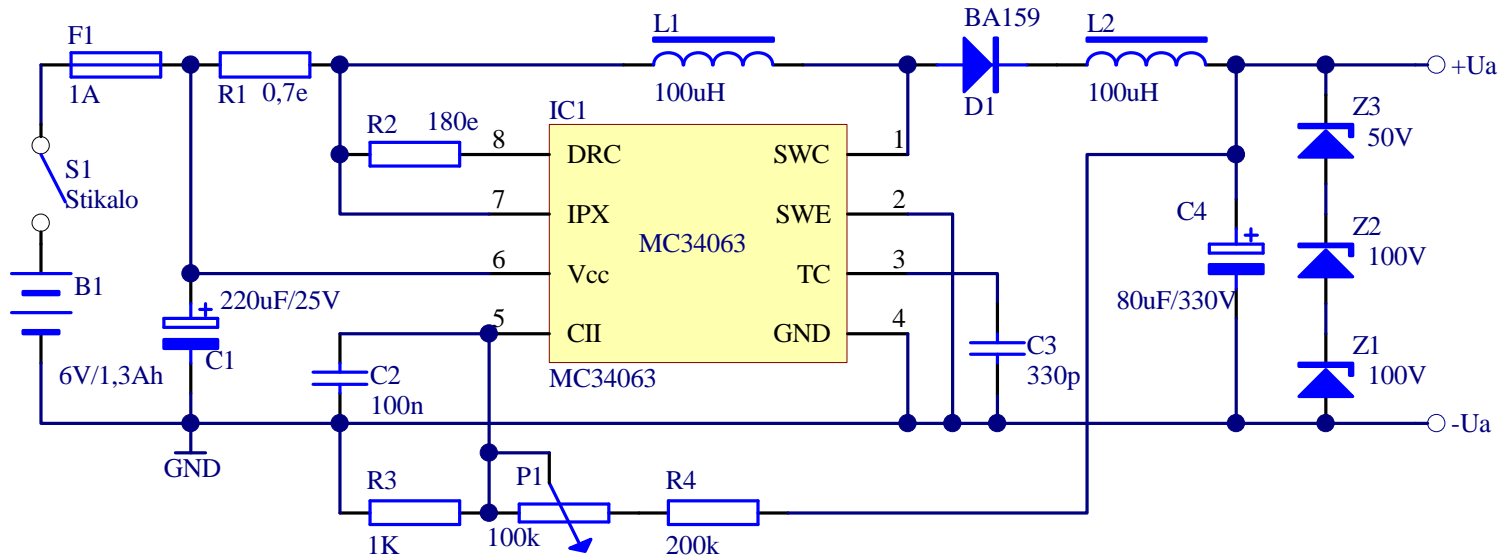 F1
1A
R1
0,7e
L1
100uH
BA159
D1
L2
100uH
+Ua
S1
Stikalo
R2
180e
IC1
8
DRC
SWC
1
7
IPX
SWE
2
MC34063
6
Vcc
TC
3
5
CII
GND
4
MC34063
Z3
50V
C4
+
80uF/330V
Z2
100V
Z1
100V
B1
6V/1,3Ah
220uF/25V
+
C1
C2
100n
C3
330p
-Ua
GND
R3
1K
P1
100k
R4
200k